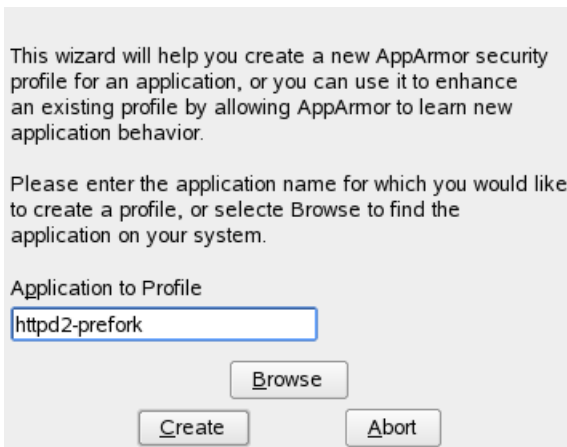 This wizard will help you create a new AppArmor security
profile for an application, or you can use it to enhance
an existing profile by allowing AppArmor to learn new
application behavior.
Please enter the application name for which you would like
to create a profile, or selecte Browse to find the
application on your system.
Application to Profile
httpd2-prefork
Browse
Create Abort